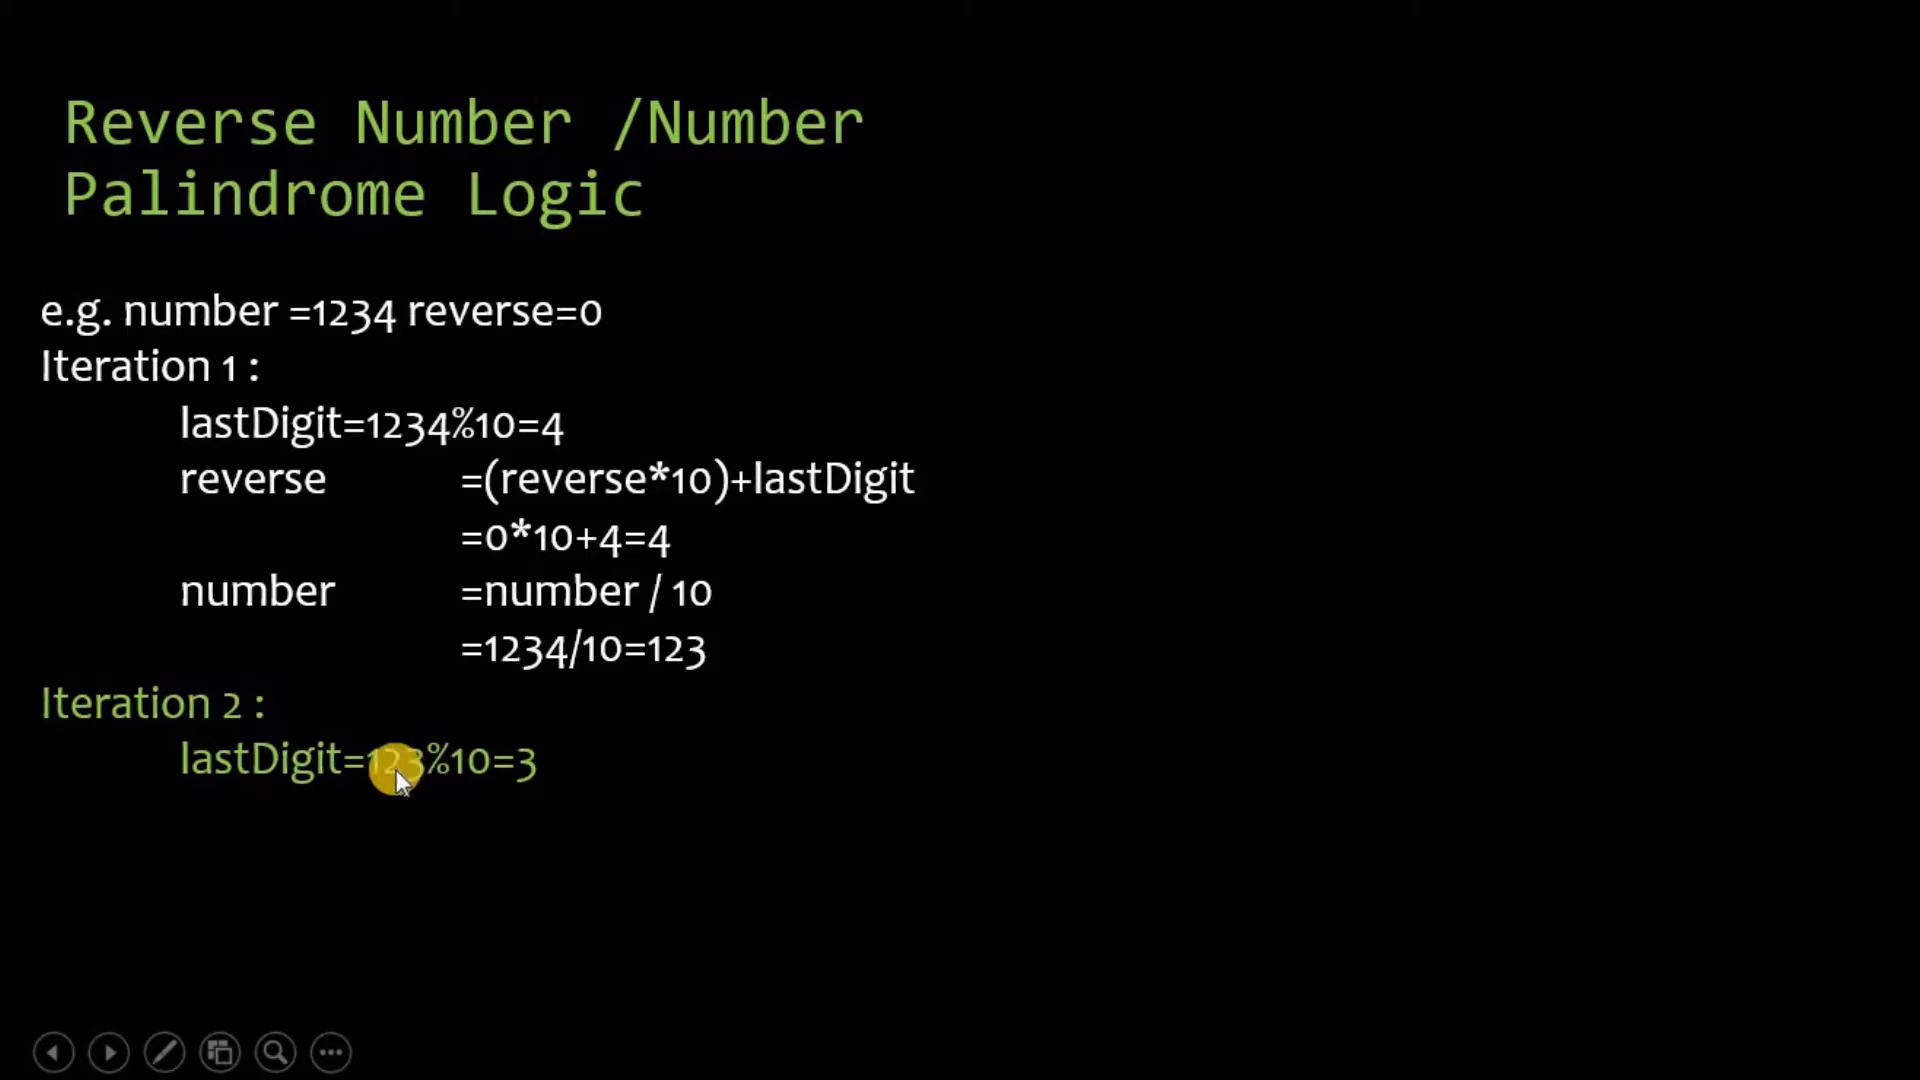 Reverse Number /Number
Palindrome Logic
e.g. number =1234 reverse=0
Iteration 1 :
lastDigit=1234%10=4
reverse =(reverse*10)+lastDigit
=0*10+4=4
number =number / 10
=1234/10=123
Iteration 2 :
lastDigit=123%10=3